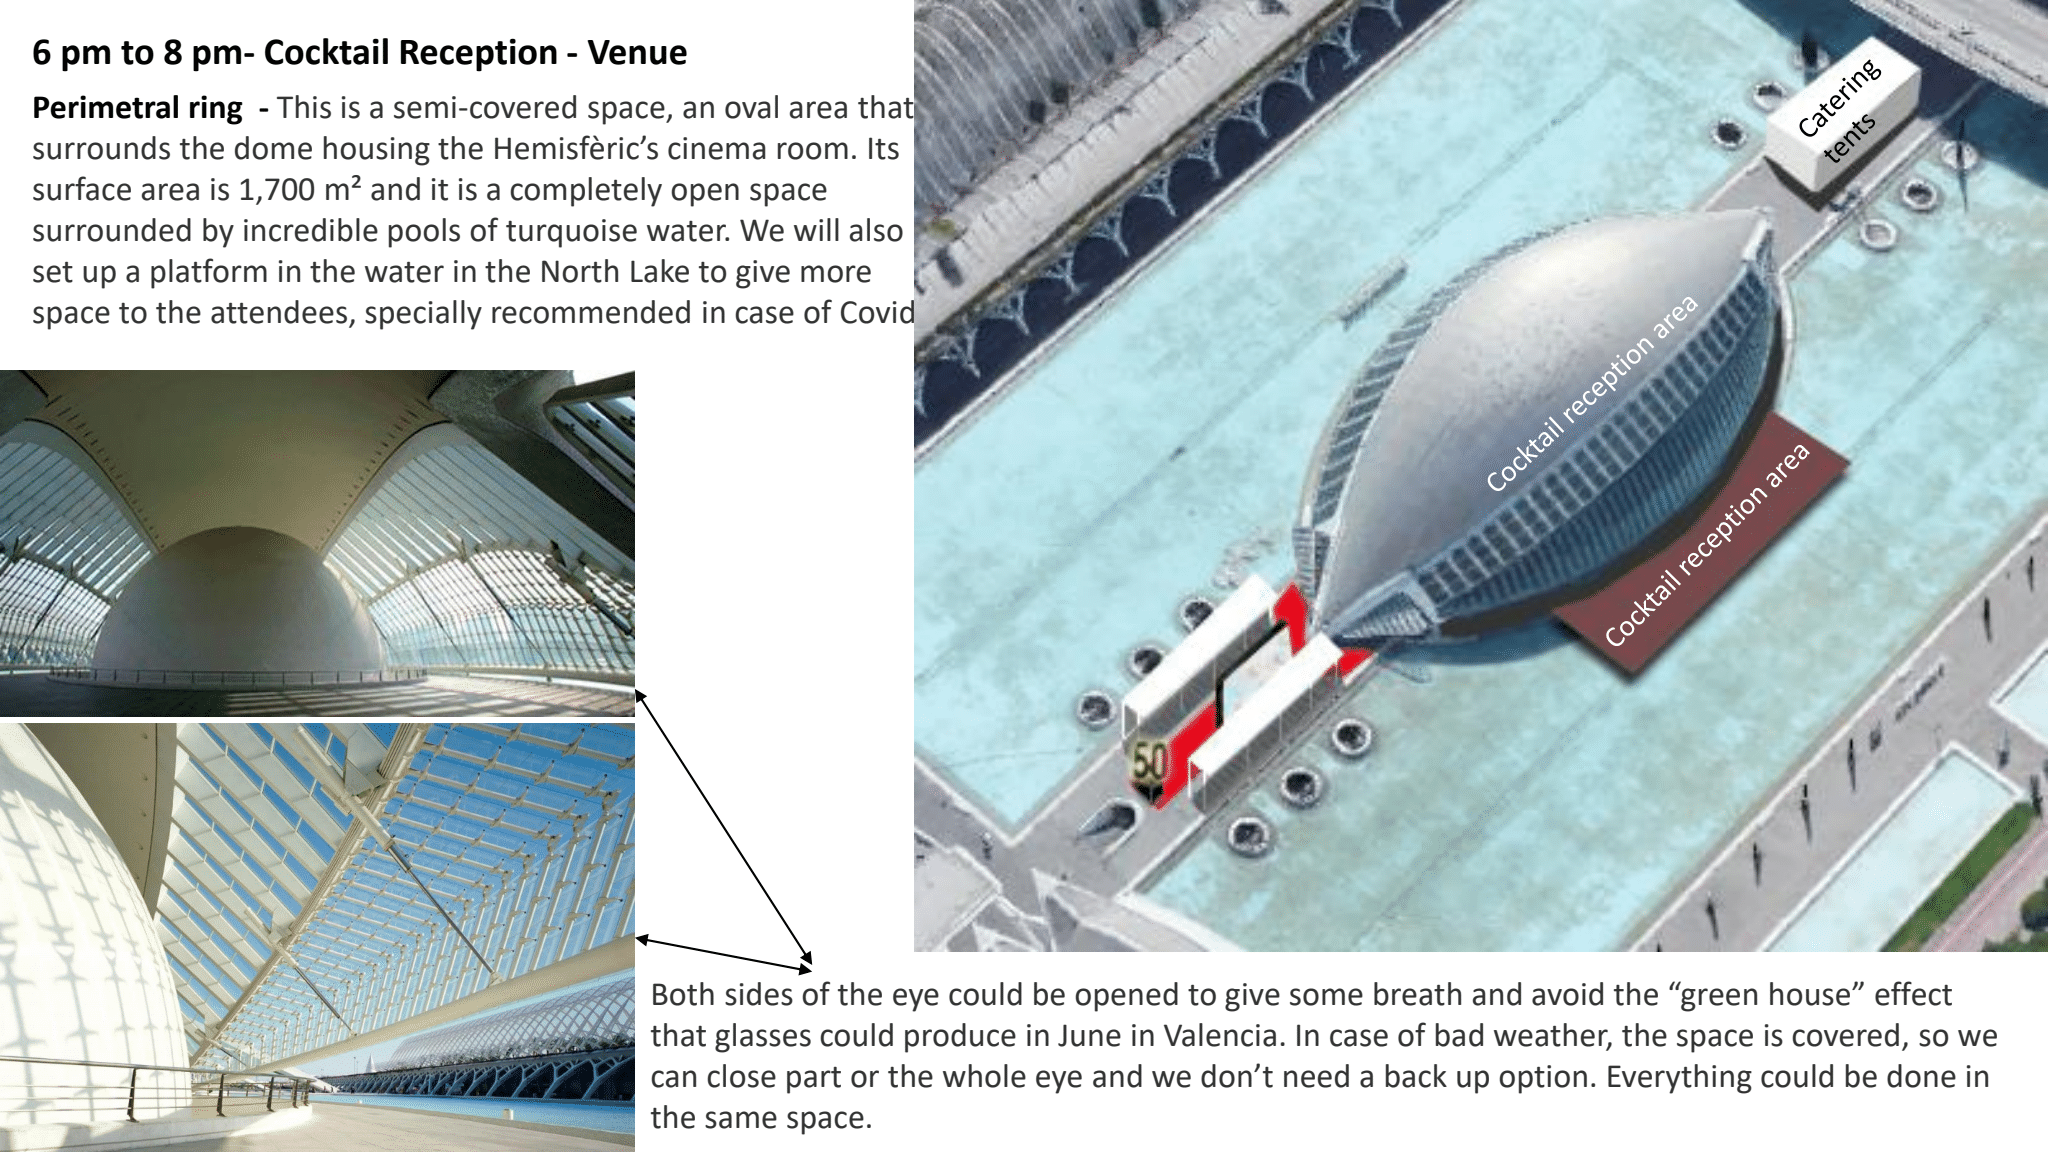 6 pm to 8 pm- Cocktail Reception - Venue
Perimetral ring - This is a semi-covered space, an oval area that
surrounds the dome housing the Hemisfèric’s cinema room. Its
surface area is 1,700 m² and it is a completely open space
surrounded by incredible pools of turquoise water. We will also
set up a platform in the water in the North Lake to give more
space to the attendees, specially recommended in case of Covid
Catering
tents
Cocktail reception area
Cocktail reception area
50
Both sides of the eye could be opened to give some breath and avoid the “green house” effect
that glasses could produce in June in Valencia. In case of bad weather, the space is covered, so we
can close part or the whole eye and we don’t need a back up option. Everything could be done in
the same space.